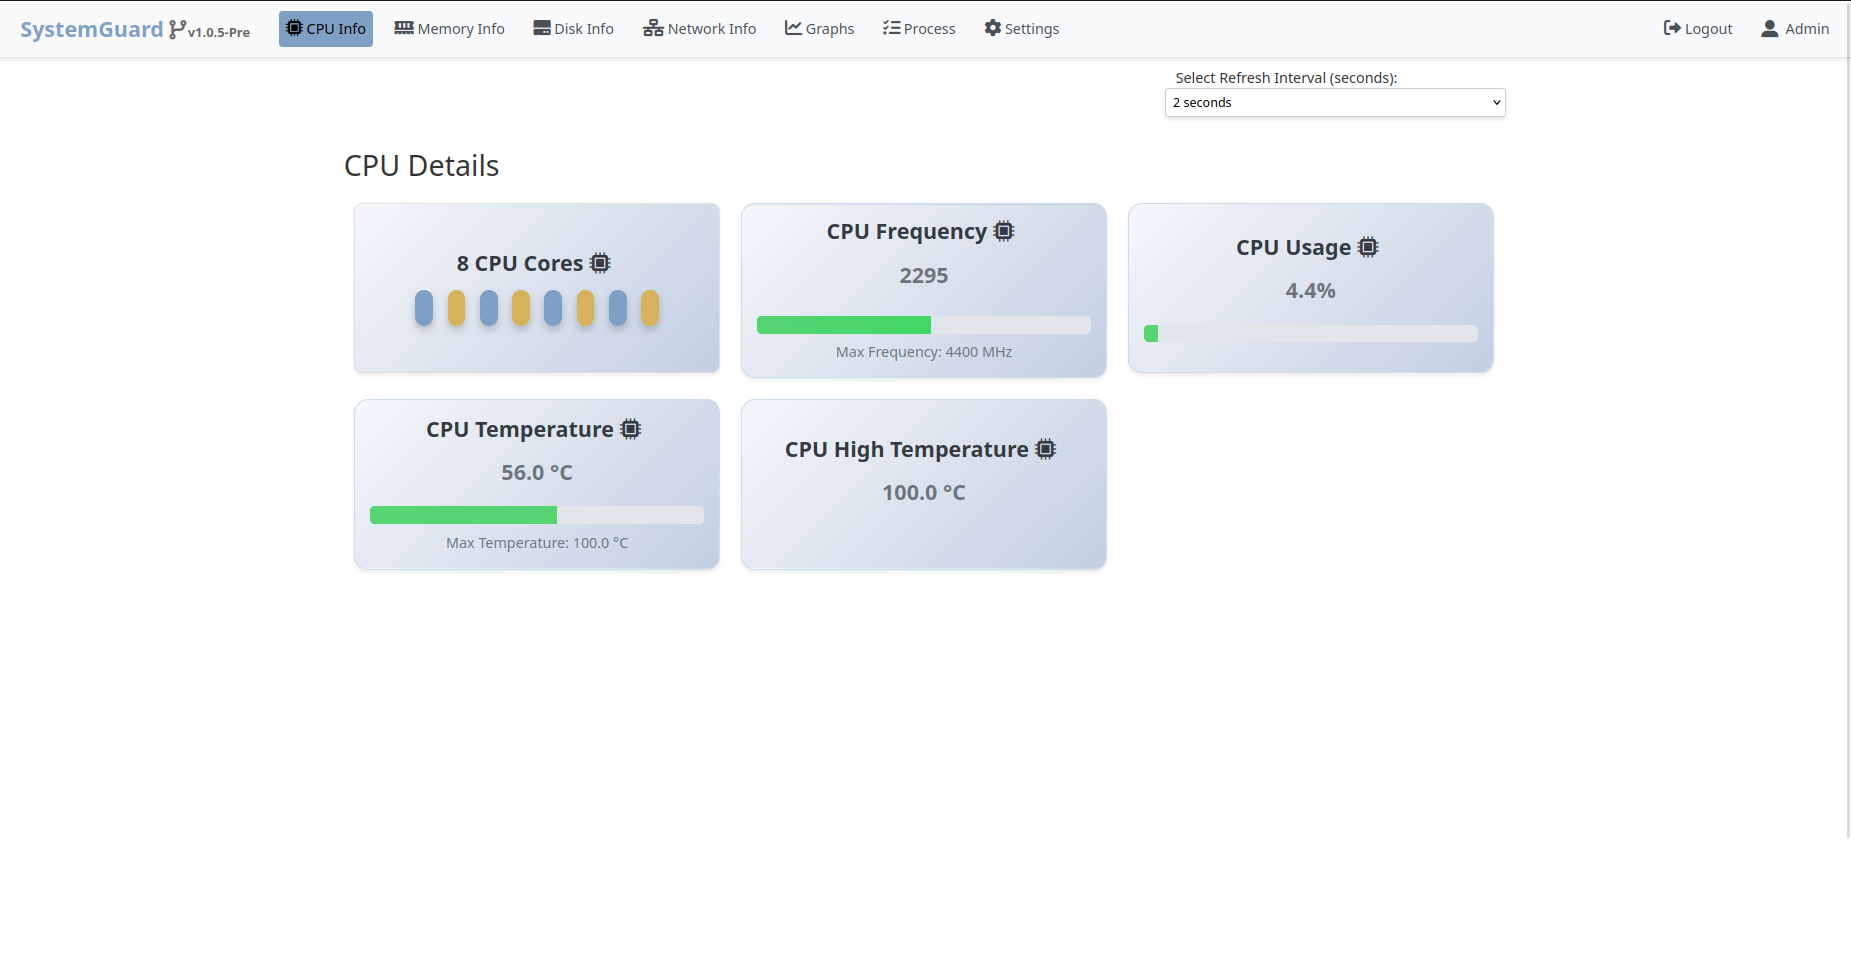 SystemGuard v1.0.5-Pre CPU Info Memory Info Disk Info Network Info Graphs Process Settings Logout Admin
Select Refresh Interval (seconds):
2 seconds
CPU Details
8 CPU Cores
CPU Frequency
2295
Max Frequency: 4400 MHz
CPU Usage
4.4%
CPU Temperature
56.0 °C
Max Temperature: 100.0 °C
CPU High Temperature
100.0 °C